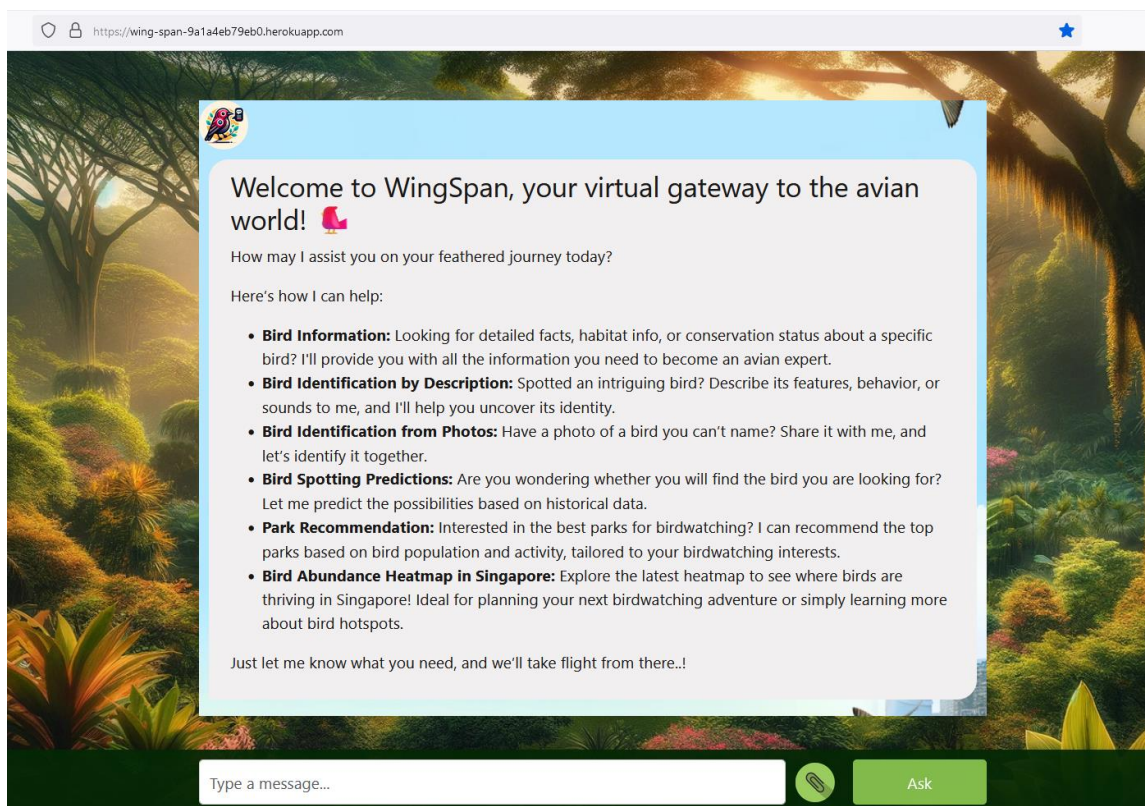 https://wing-span-9a1a4eb79eb0.herokuapp.com
Welcome to WingSpan, your virtual gateway to the avian
world!
How may I assist you on your feathered journey today?
Here's how I can help:
• Bird Information: Looking for detailed facts, habitat info, or conservation status about a specific
bird? I'll provide you with all the information you need to become an avian expert.
• Bird Identification by Description: Spotted an intriguing bird? Describe its features, behavior, or
sounds to me, and I'll help you uncover its identity.
• Bird Identification from Photos: Have a photo of a bird you can't name? Share it with me, and
let's identify it together.
• Bird Spotting Predictions: Are you wondering whether you will find the bird you are looking for?
Let me predict the possibilities based on historical data.
• Park Recommendation: Interested in the best parks for birdwatching? I can recommend the top
parks based on bird population and activity, tailored to your birdwatching interests.
• Bird Abundance Heatmap in Singapore: Explore the latest heatmap to see where birds are
thriving in Singapore! Ideal for planning your next birdwatching adventure or simply learning more
about bird hotspots.
Just let me know what you need, and we'll take flight from there..!
Type a message...
Ask